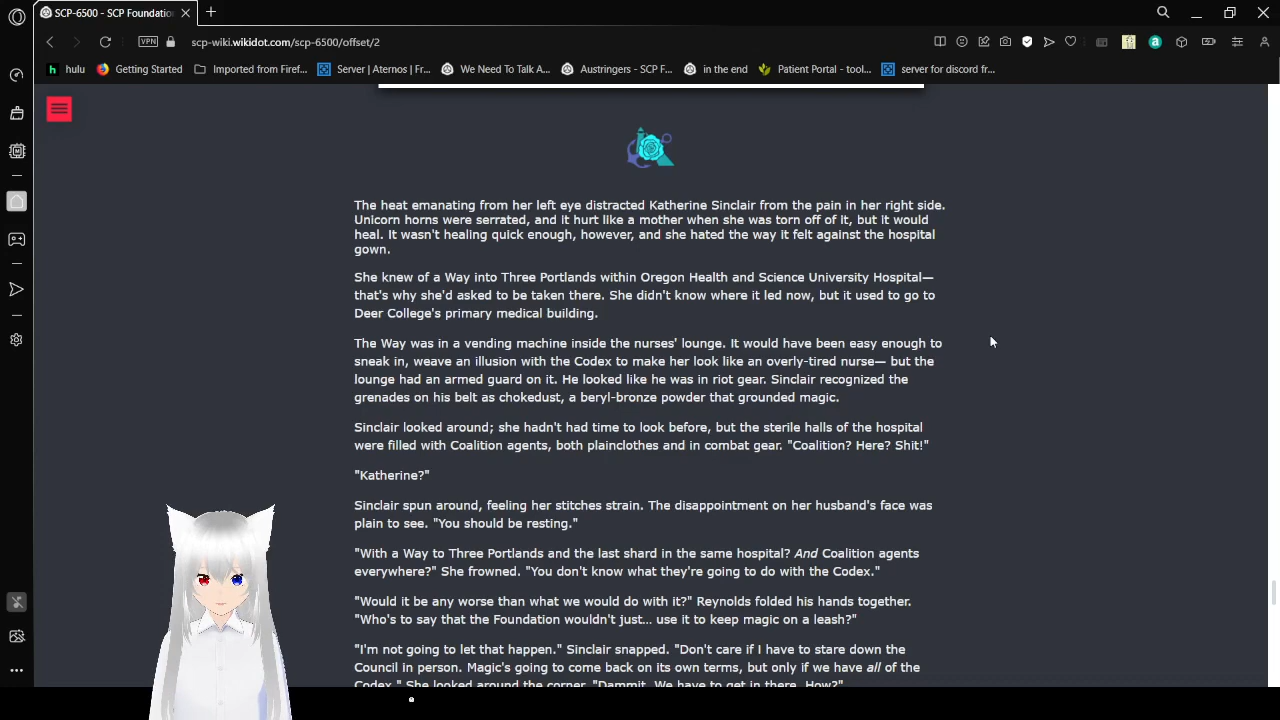 SCP-6500 - SCP Foundatio
scp-wiki.wikidot.com/scp-6500/offset/2
VPN
hulu
Getting Started
Imported from Firef...
Server | Aternos | Fr...
We Need To Talk A...
Austringers - SCP F...
in the end
Patient Portal - tool...
server for discord fr...
The heat emanating from her left eye distracted Katherine Sinclair from the pain in her right side.
Unicorn horns were serrated, and it hurt like a mother when she was torn off of it, but it would
heal. It wasn't healing quick enough, however, and she hated the way it felt against the hospital
gown.
She knew of a Way into Three Portlands within Oregon Health and Science University Hospital—
that's why she'd asked to be taken there. She didn't know where it led now, but it used to go to
Deer College's primary medical building.
The Way was in a vending machine inside the nurses' lounge. It would have been easy enough to
sneak in, weave an illusion with the Codex to make her look like an overly-tired nurse— but the
lounge had an armed guard on it. He looked like he was in riot gear. Sinclair recognized the
grenades on his belt as chokedust, a beryl-bronze powder that grounded magic.
Sinclair looked around; she hadn't had time to look before, but the sterile halls of the hospital
were filled with Coalition agents, both plainclothes and in combat gear. "Coalition? Here? Shit!"
"Katherine?"
Sinclair spun around, feeling her stitches strain. The disappointment on her husband's face was
plain to see. "You should be resting."
"With a Way to Three Portlands and the last shard in the same hospital? And Coalition agents
everywhere?" She frowned. "You don't know what they're going to do with the Codex."
"Would it be any worse than what we would do with it?" Reynolds folded his hands together.
"Who's to say that the Foundation wouldn't just... use it to keep magic on a leash?"
"I'm not going to let that happen." Sinclair snapped. "Don't care if I have to stare down the
Council in person. Magic's going to come back on its own terms, but only if we have all of the
Codex." She looked around the corner. "Dammit. We have to get in there. How?"